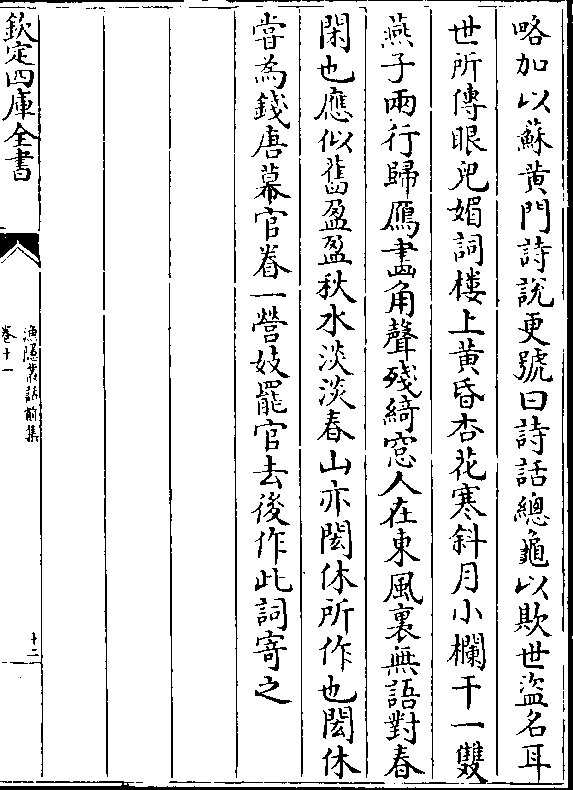 略加以蘇黄門詩説更號曰詩話總龜以欺世盗名耳
世所傳眼兒媚詞樓上黄昏杏花寒斜月小欄干一雙
燕子兩行歸鴈畫角聲殘綺窓人在東風裏無語對春
閑也應似舊盈盈秋水淡淡春山亦閎休所作也閎休
嘗為錢唐幕官眷一營妓罷官去後作此詞寄之
欽定四庫全書
漁隱叢話前集
卷十一
十二